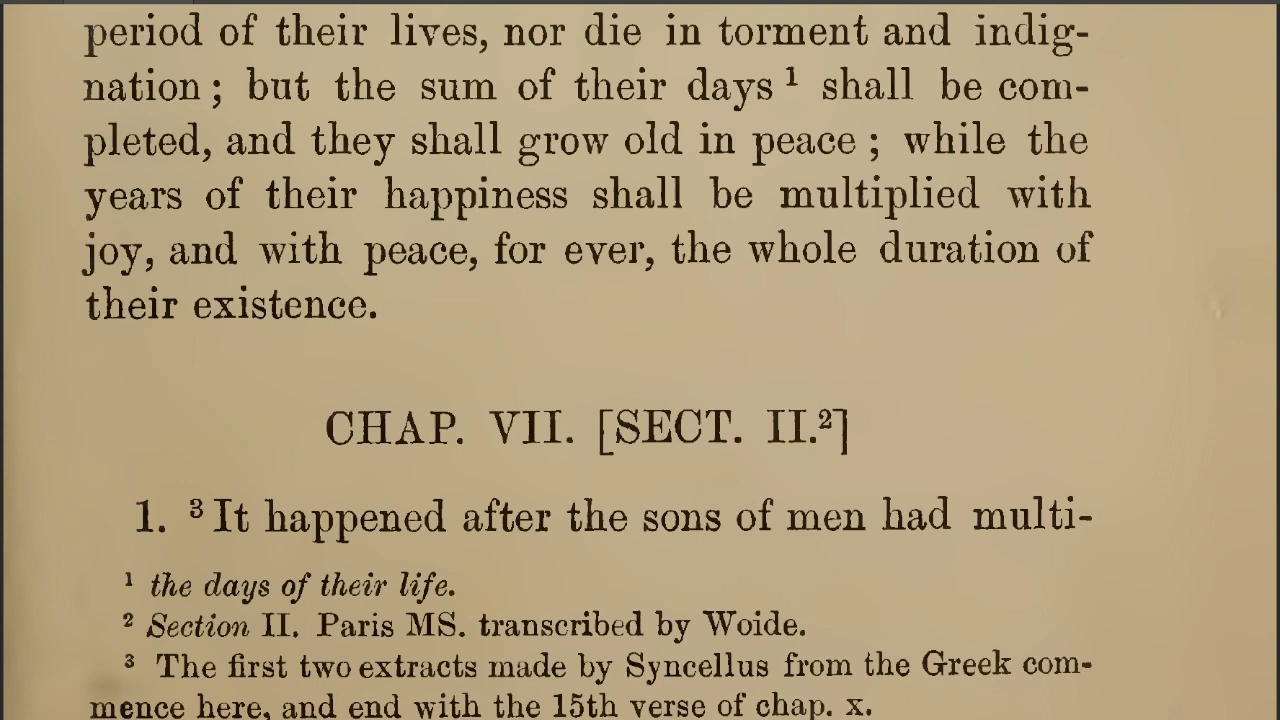 period of their lives, nor die in torment and indig-
nation ; but the sum of their days ¹ shall be com-
pleted, and they shall grow old in peace ; while the
years of their happiness shall be multiplied with
joy, and with peace, for ever, the whole duration of
their existence.
CHAP. VII. [SECT. II.²]
1. ³ It happened after the sons of men had multi-
¹ the days of their life.
² Section II. Paris MS. transcribed by Woide.
³ The first two extracts made by Syncellus from the Greek com-
mence here, and end with the 15th verse of chap. x.